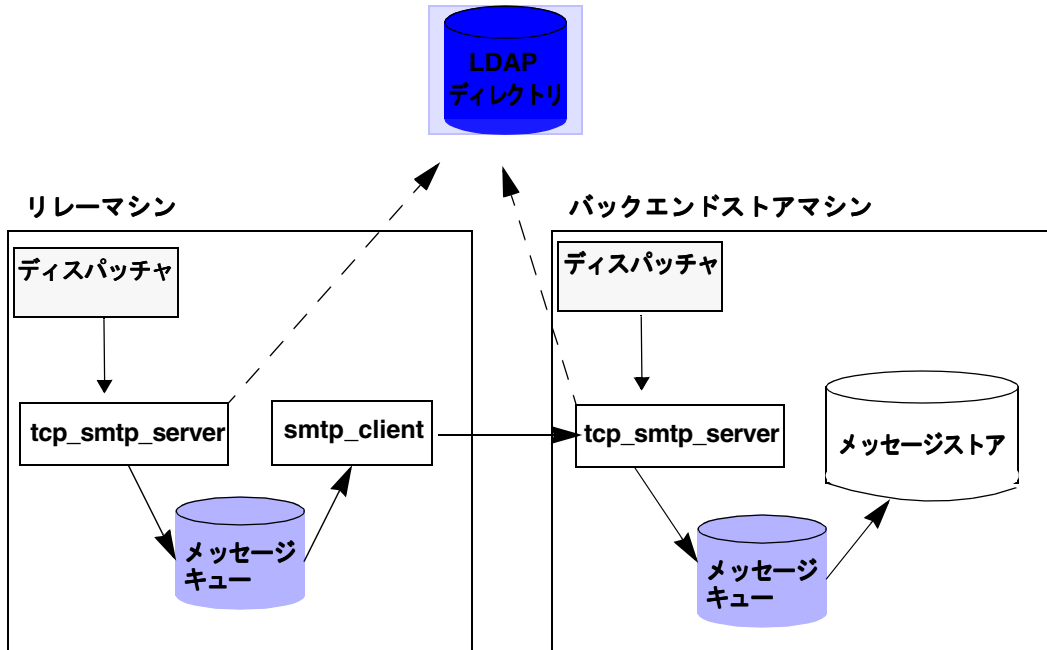 LDAP
ディレクトリ
リレーマシン
ディスパッチャ
tcp_smtp_server
smtp_client
メッセージ
キュー
バックエンドストアマシン
ディスパッチャ
tcp_smtp_server
メッセージストア
メッセージ
キュー